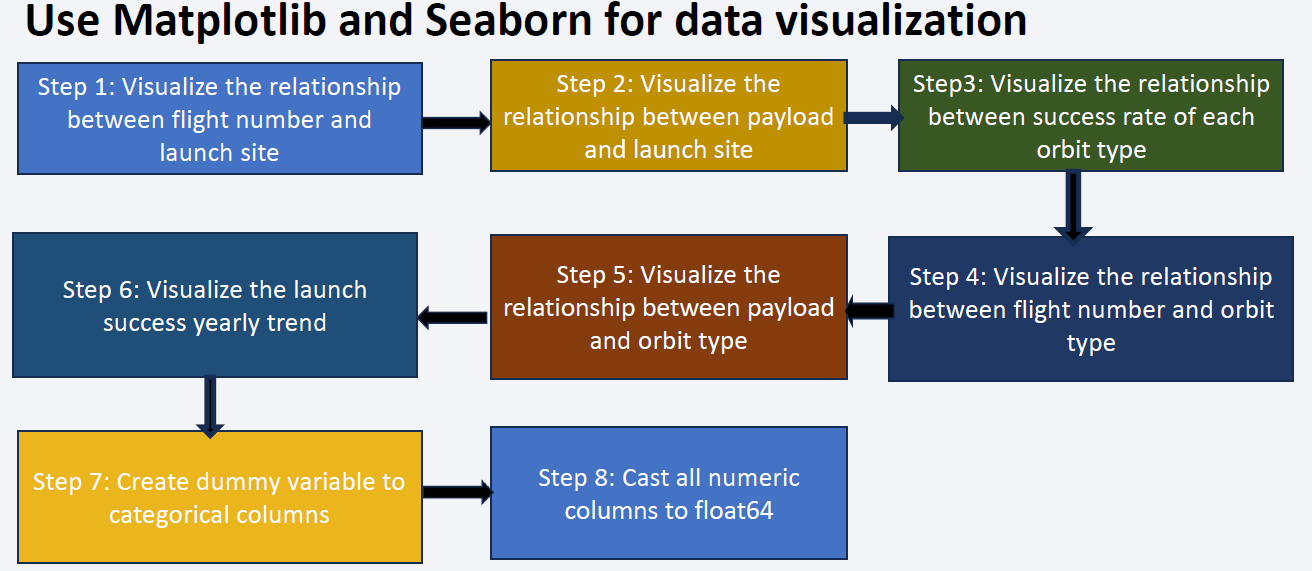 Use Matplotlib and Seaborn for data visualization
Step 1: Visualize the relationship
between flight number and
launch site
Step 2: Visualize the
relationship between payload
and launch site
Step3: Visualize the relationship
between success rate of each
orbit type
Step 4: Visualize the relationship
between flight number and orbit
type
Step 5: Visualize the
relationship between payload
and orbit type
Step 6: Visualize the launch
success yearly trend
Step 7: Create dummy variable to
categorical columns
Step 8: Cast all numeric
columns to float64